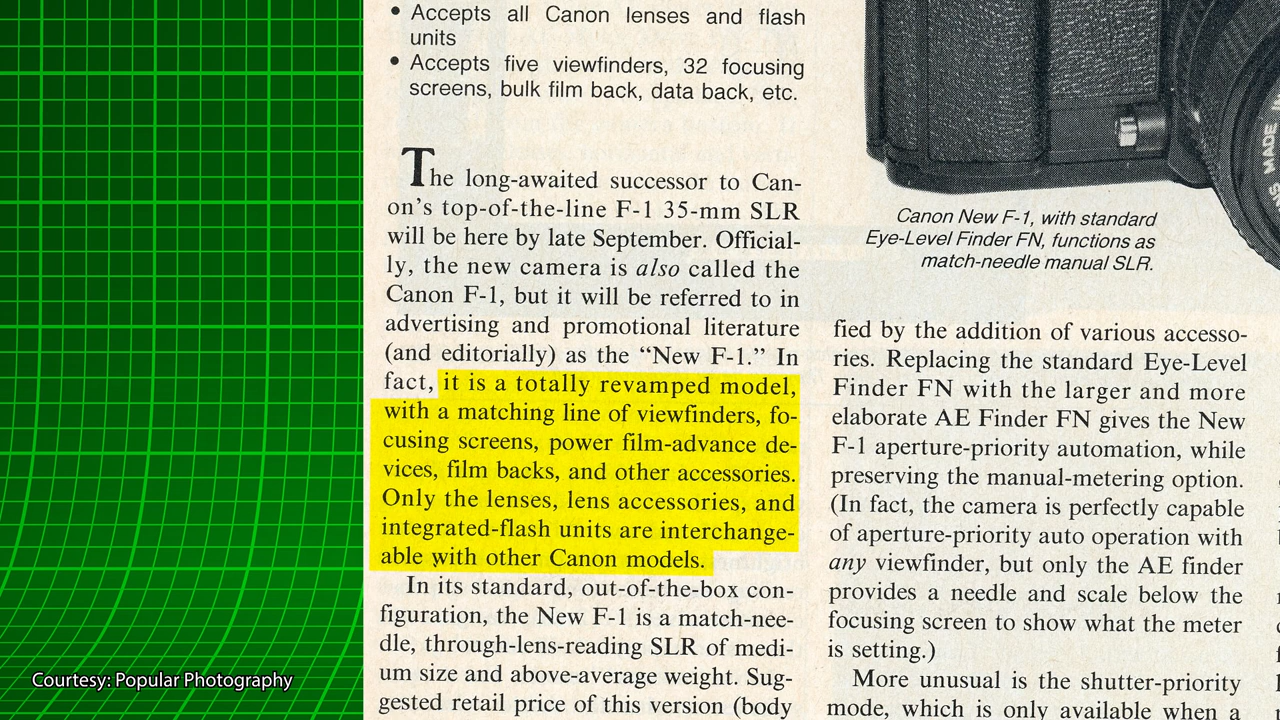 • Accepts all Canon lenses and flash
units
• Accepts five viewfinders, 32 focusing
screens, bulk film back, data back, etc.
The long-awaited successor to Can-
on's top-of-the-line F-1 35-mm SLR
will be here by late September. Official-
ly, the new camera is also called the
Canon F-1, but it will be referred to in
advertising and promotional literature
(and editorially) as the “New F-1.” In
fact, it is a totally revamped model,
with a matching line of viewfinders, fo-
cusing screens, power film-advance de-
vices, film backs, and other accessories.
Only the lenses, lens accessories, and
integrated-flash units are interchange-
able with other Canon models.
In its standard, out-of-the-box con-
figuration, the New F-1 is a match-nee-
dle, through-lens-reading SLR of medi-
um size and above-average weight. Sug-
gested retail price of this version (body
MADE
Canon New F-1, with standard
Eye-Level Finder FN, functions as
match-needle manual SLR.
fied by the addition of various accesso-
ries. Replacing the standard Eye-Level
Finder FN with the larger and more
elaborate AE Finder FN gives the New
F-1 aperture-priority automation, while
preserving the manual-metering option.
(In fact, the camera is perfectly capable
of aperture-priority auto operation with
any viewfinder, but only the AE finder
provides a needle and scale below the
focusing screen to show what the meter
is setting.)
More unusual is the shutter-priority
mode, which is only available when a
Courtesy: Popular Photography